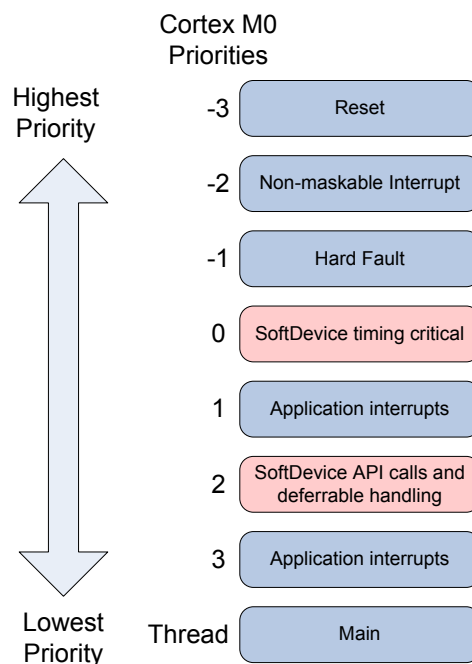 Cortex M0
Priorities
Highest
Priority
-3
Reset
-2
Non-maskable Interrupt
-1
Hard Fault
0
SoftDevice timing critical
1
Application interrupts
2
SoftDevice API calls and
deferrable handling
3
Application interrupts
Lowest
Priority
Thread
Main